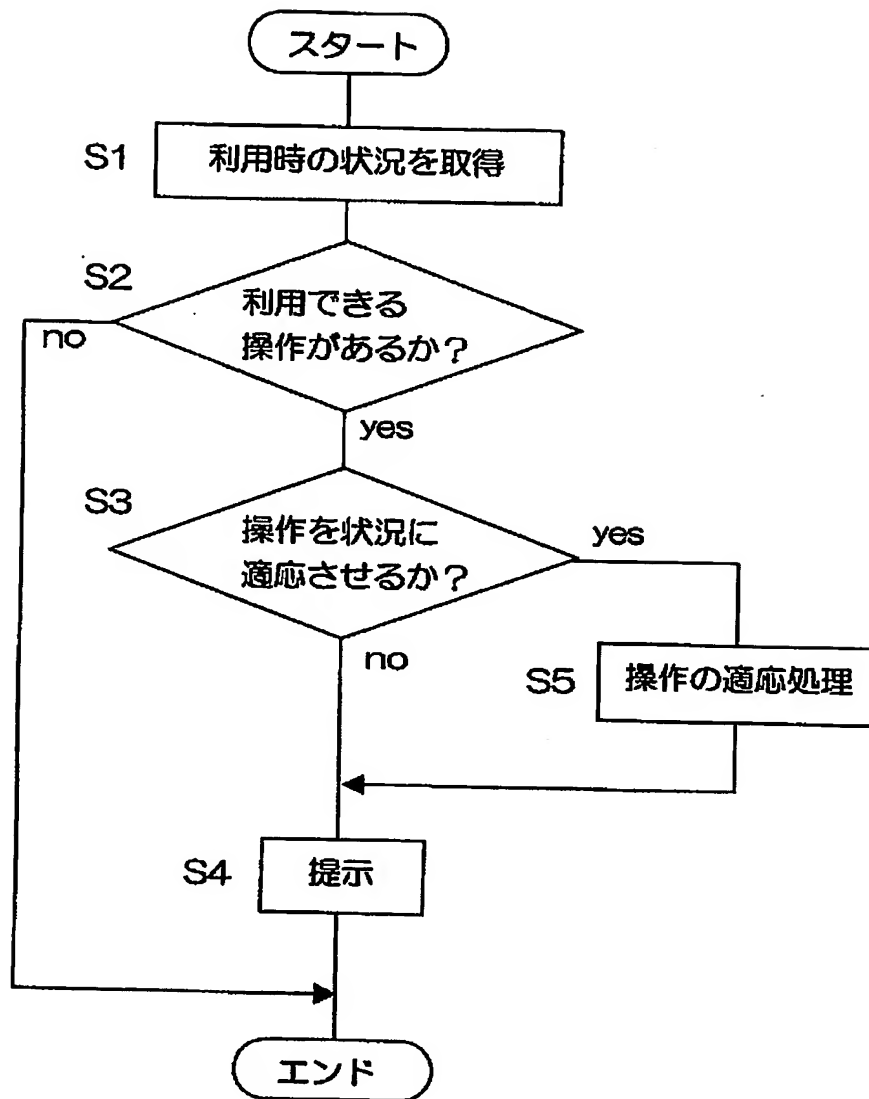 スタート
S1
利用時の状況を取得
S2
利用できる
操作があるか?
no
yes
S3
操作を状況に
適応させるか?
yes
no
S5
操作の適応処理
S4
提示
エンド